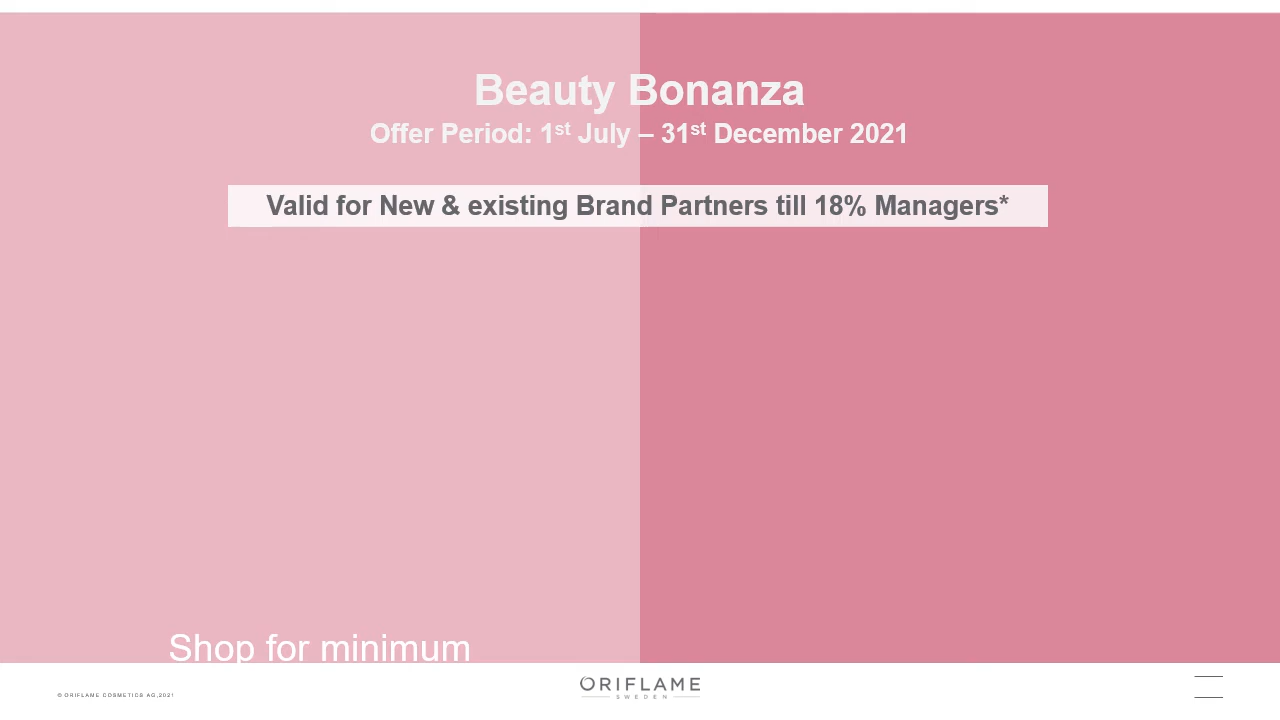 Beauty Bonanza
Offer Period: 1st July – 31st December 2021
Valid for New & existing Brand Partners till 18% Managers*
Shop for minimum
© ORIFLAME COSMETICS AG,2021
ORIFLAME
SWEDEN